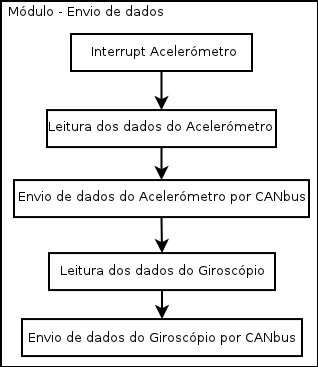 Módulo - Envio de dados
Interrupt Acelerómetro
Leitura dos dados do Acelerómetro
Envio de dados do Acelerómetro por CANbus
Leitura dos dados do Giroscópio
Envio de dados do Giroscópio por CANbus